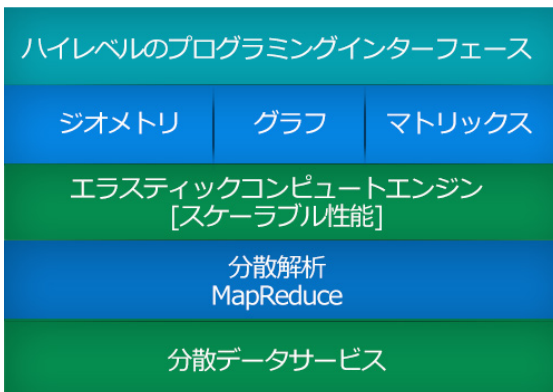 ハイレベルのプログラミングインターフェース
ジオメトリ グラフ マトリックス
エラスティックコンピュートエンジン
[スケーラブル性能]
分散解析
MapReduce
分散データサービス